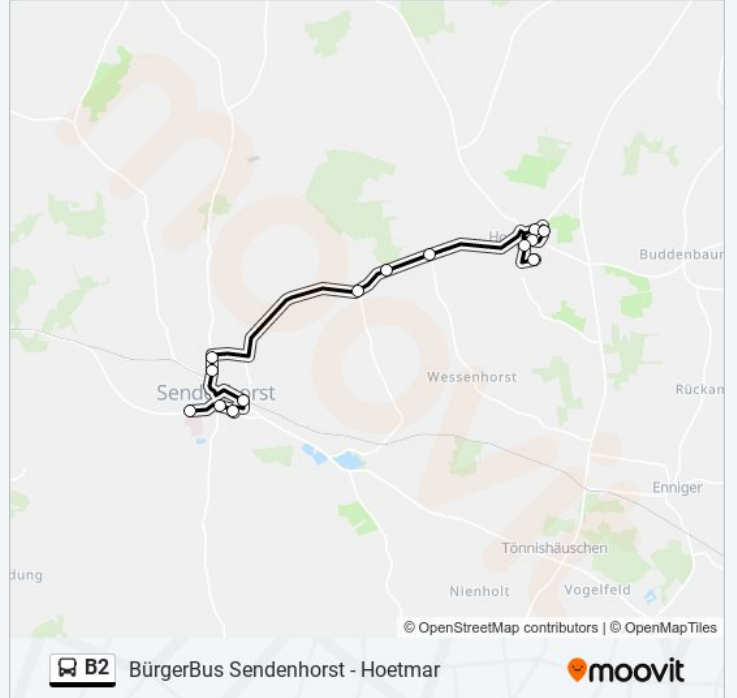 Buddenbaur
Wessenhorst
Sendenhorst
Rückan
Enniger
Tönnishäuschen
dung
Nienholt
Vogelfeld
© OpenStreetMap contributors | © OpenMapTiles
B2 BürgerBus Sendenhorst - Hoetmar moovit